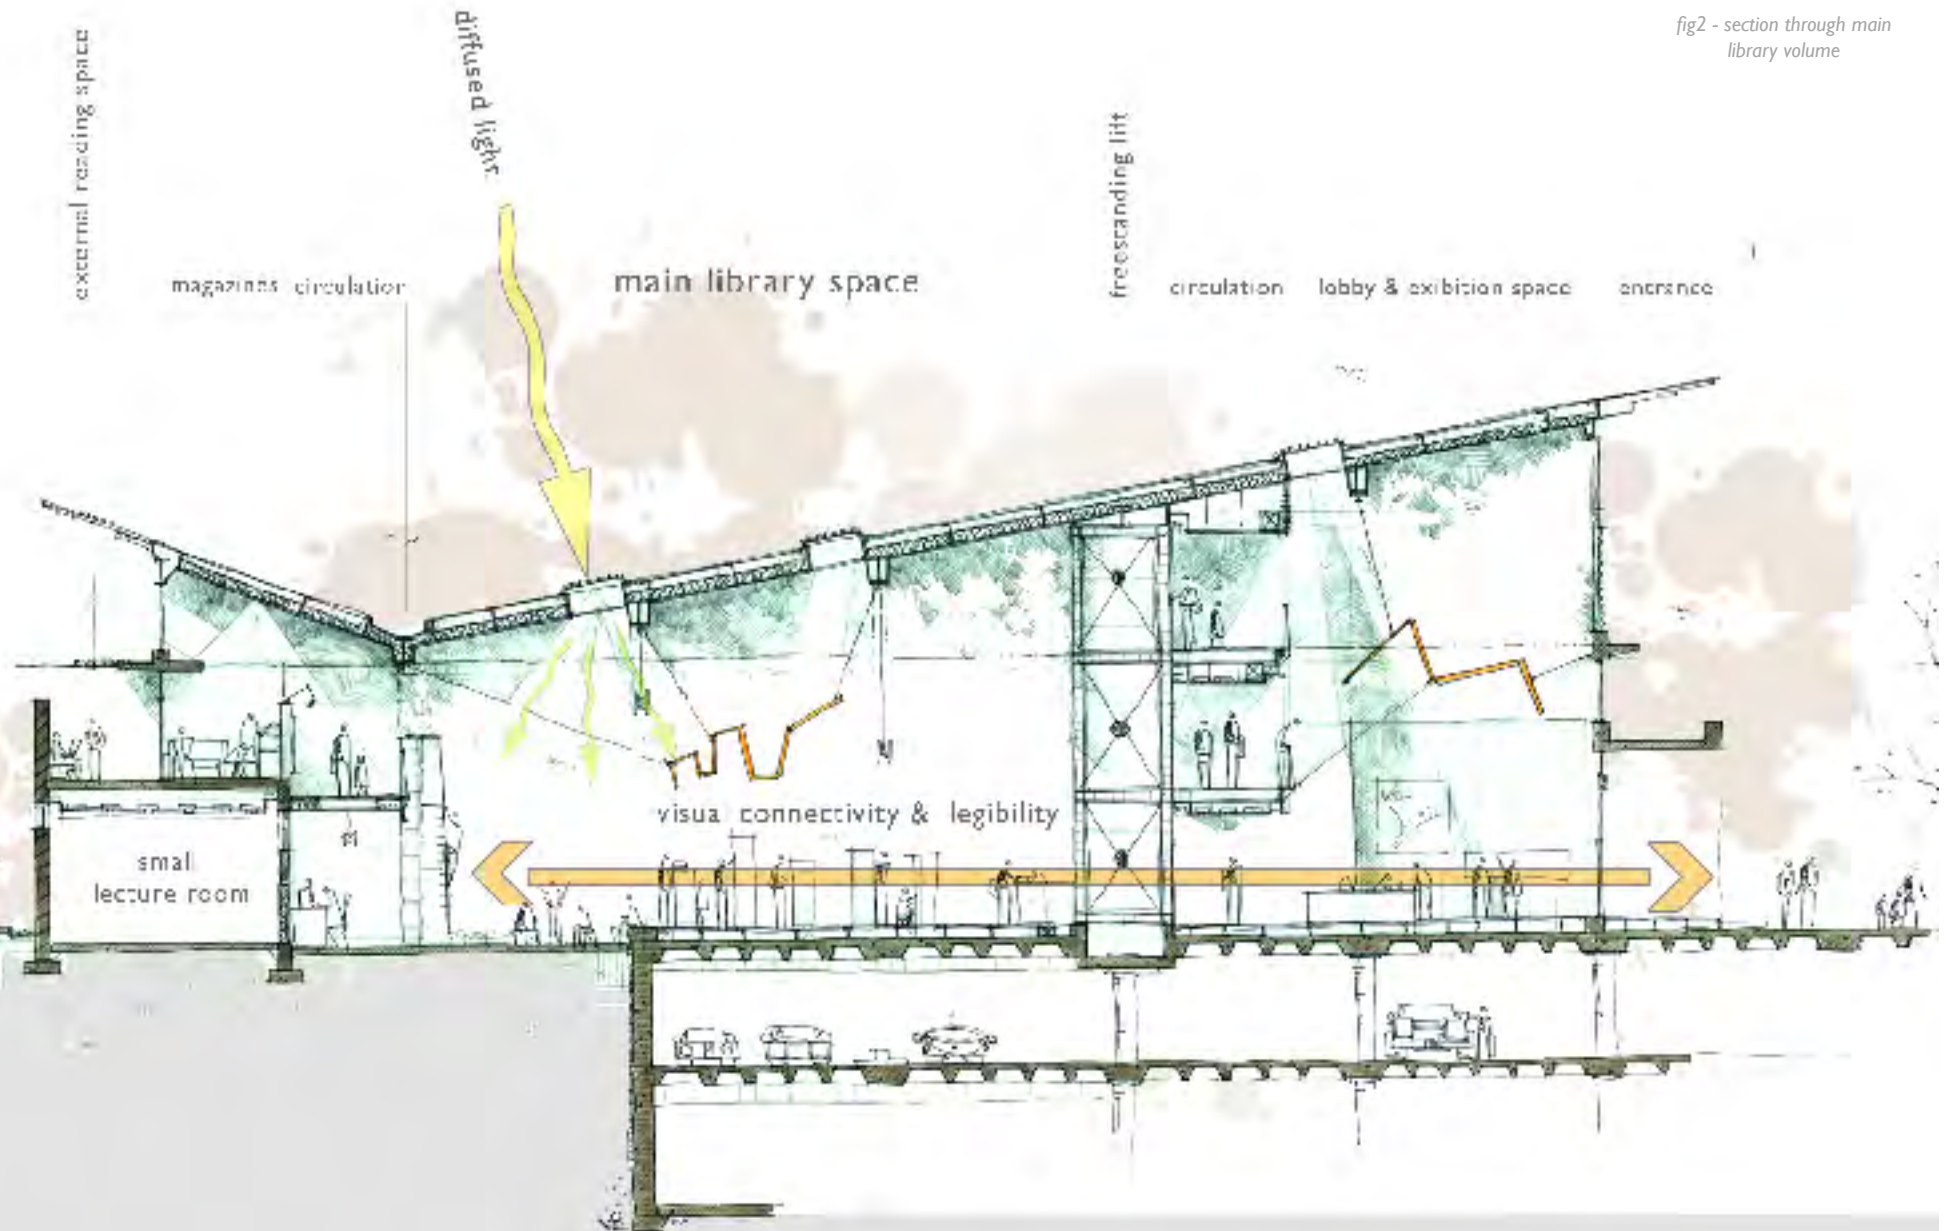 fig2 - section through main
library volume
external reading space
diffused light
freestanding lift
magazines circulation
main library space
circulation
lobby & exibition space
entrance
visual connectivity & legibility
small
lecture room